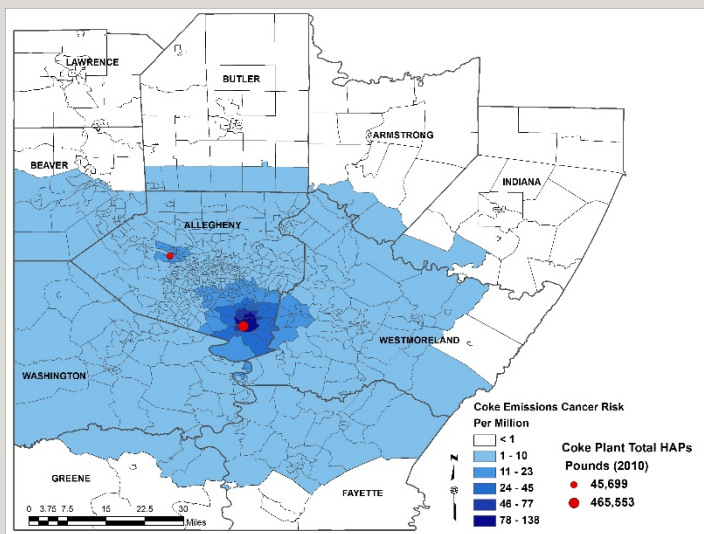 LAWRENCE
BUTLER
ARMSTRONG
BEAVER
INDIANA
ALLEGHENY
WESTMORELAND
WASHINGTON
GREENE
FAYETTE
0 3.75 7.5 15 22.5 30
Miles
Coke Emissions Cancer Risk
Per Million
< 1
1 - 10
11 - 23
24 - 45
46 - 77
78 - 138
Coke Plant Total HAPs
Pounds (2010)
45,699
465,553